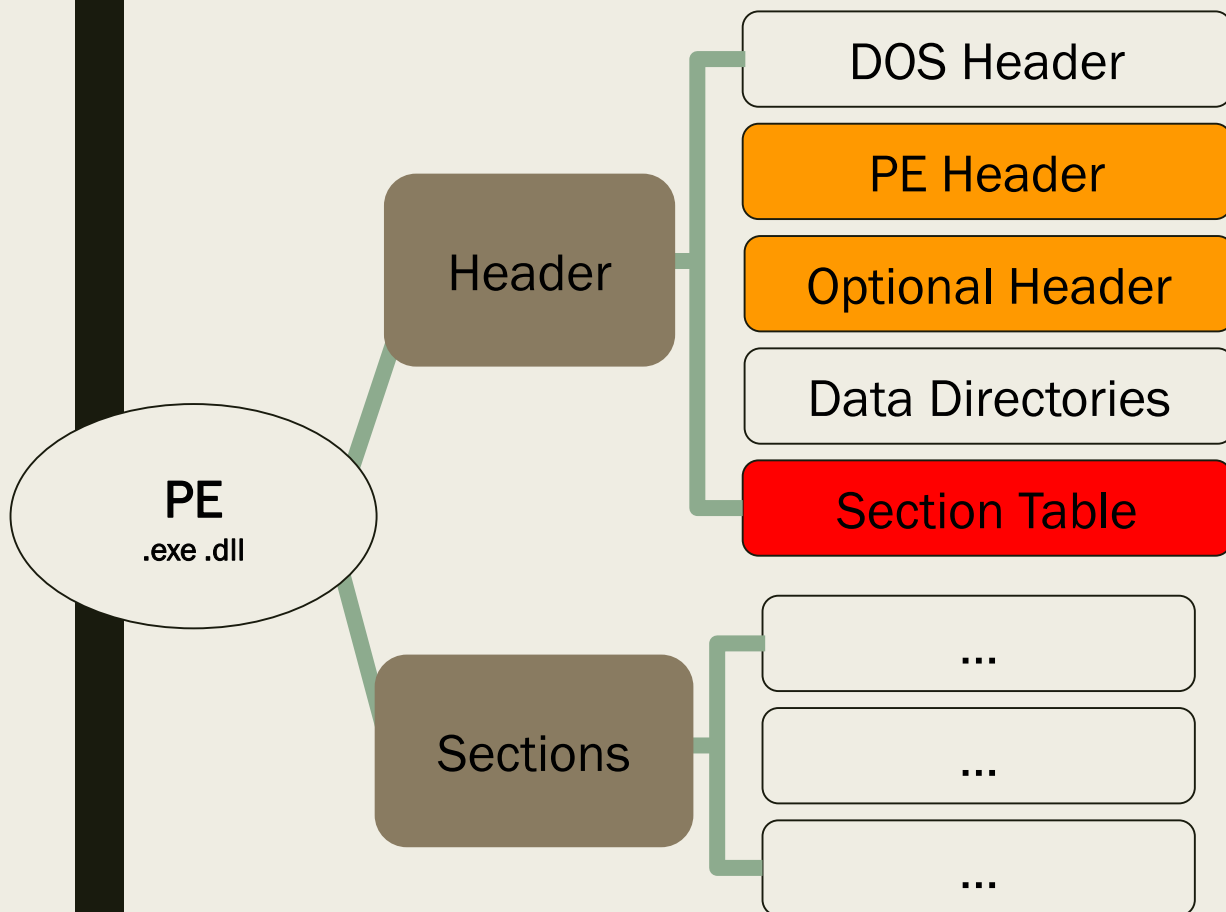 DOS Header
PE Header
Header
Optional Header
Data Directories
PE
.exe .dll
Section Table
...
Sections
...
...